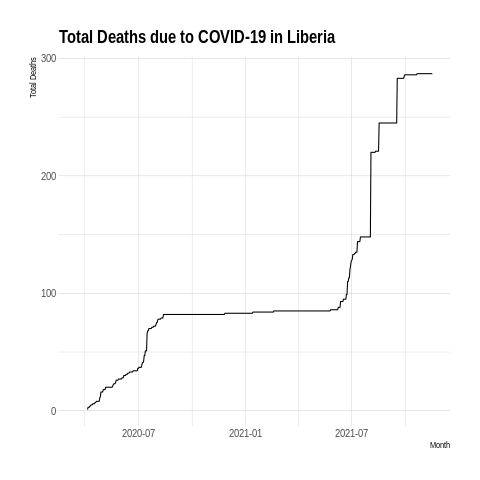 Total Deaths due to COVID-19 in Liberia
Total Deaths
300
200
100
0
2020-07
2021-01
2021-07
Month